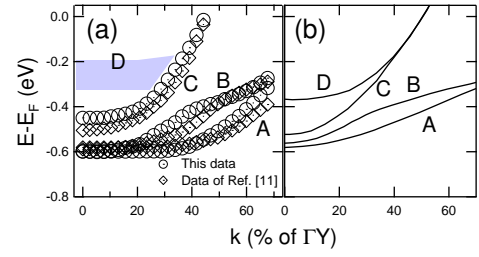 0.0
-0.2
-0.4
-0.6
-0.8
E-E_F (eV)
(a)
D
C
B
A
This data
Data of Ref. [11]
0 20 40 60
(b)
D
C
B
A
0 20 40 60
k (% of ΓY)